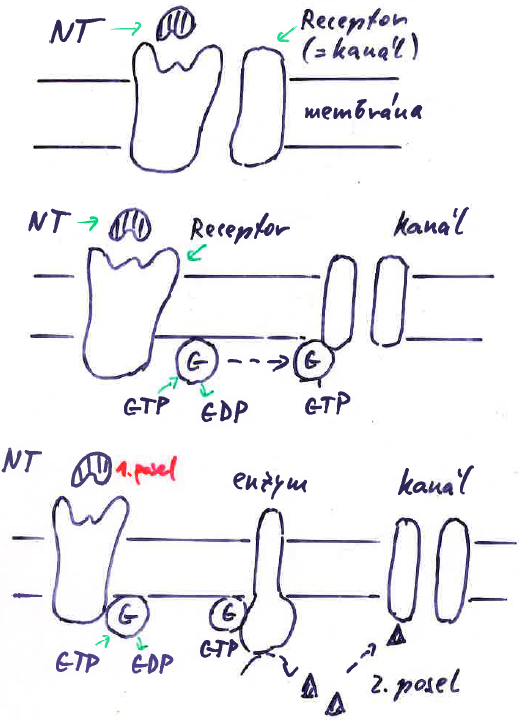 NT
Receptor
(=kanál)
membrána
NT
Receptor
kanál
G
G
GTP
GDP
GTP
NT
1. posel
enzym
kanál
G
G
GTP
GDP
GTP
2. posel